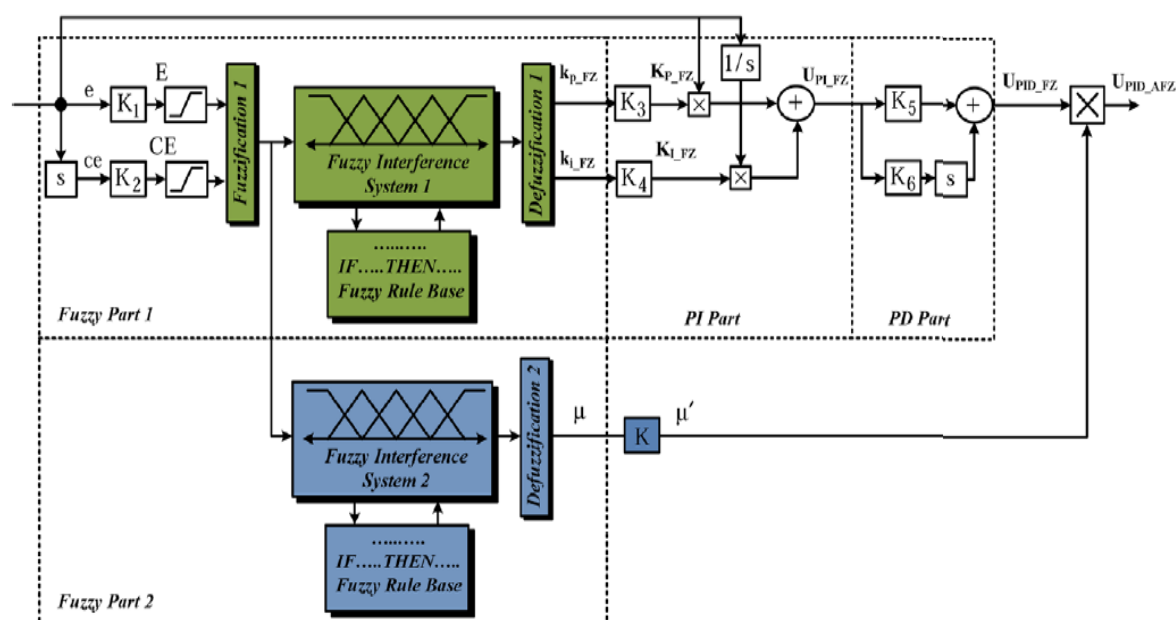 e
K1
E
Fuzzification 1
s
ce
K2
CE
Fuzzy Interference
System 1
…..…..
IF…..THEN…..
Fuzzy Rule Base
Defuzzification 1
kp_FZ
ki_FZ
Fuzzy Part 1
K3
KP_FZ
×
1/s
K4
KI_FZ
×
+
UPI_FZ
PI Part
K5
K6
s
+
PD Part
UPID_FZ
×
UPID_AFZ
Fuzzy Interference
System 2
…..…..
IF…..THEN…..
Fuzzy Rule Base
Defuzzification 2
μ
K
μ′
Fuzzy Part 2